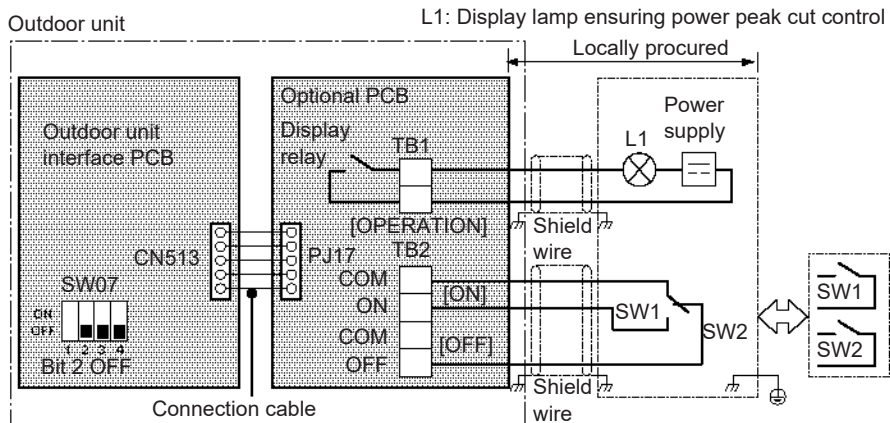 L1: Display lamp ensuring power peak cut control
Outdoor unit
Locally procured
Optional PCB
Power
supply
Display
relay
TB1
L1
Outdoor unit
interface PCB
[OPERATION]
Shield
wire
CN513
PJ17
TB2
COM
[ON]
ON
SW1
COM
SW2
[OFF]
OFF
SW07
ON
OFF
1 2 3 4
Bit 2 OFF
SW1
SW2
Shield
wire
Connection cable